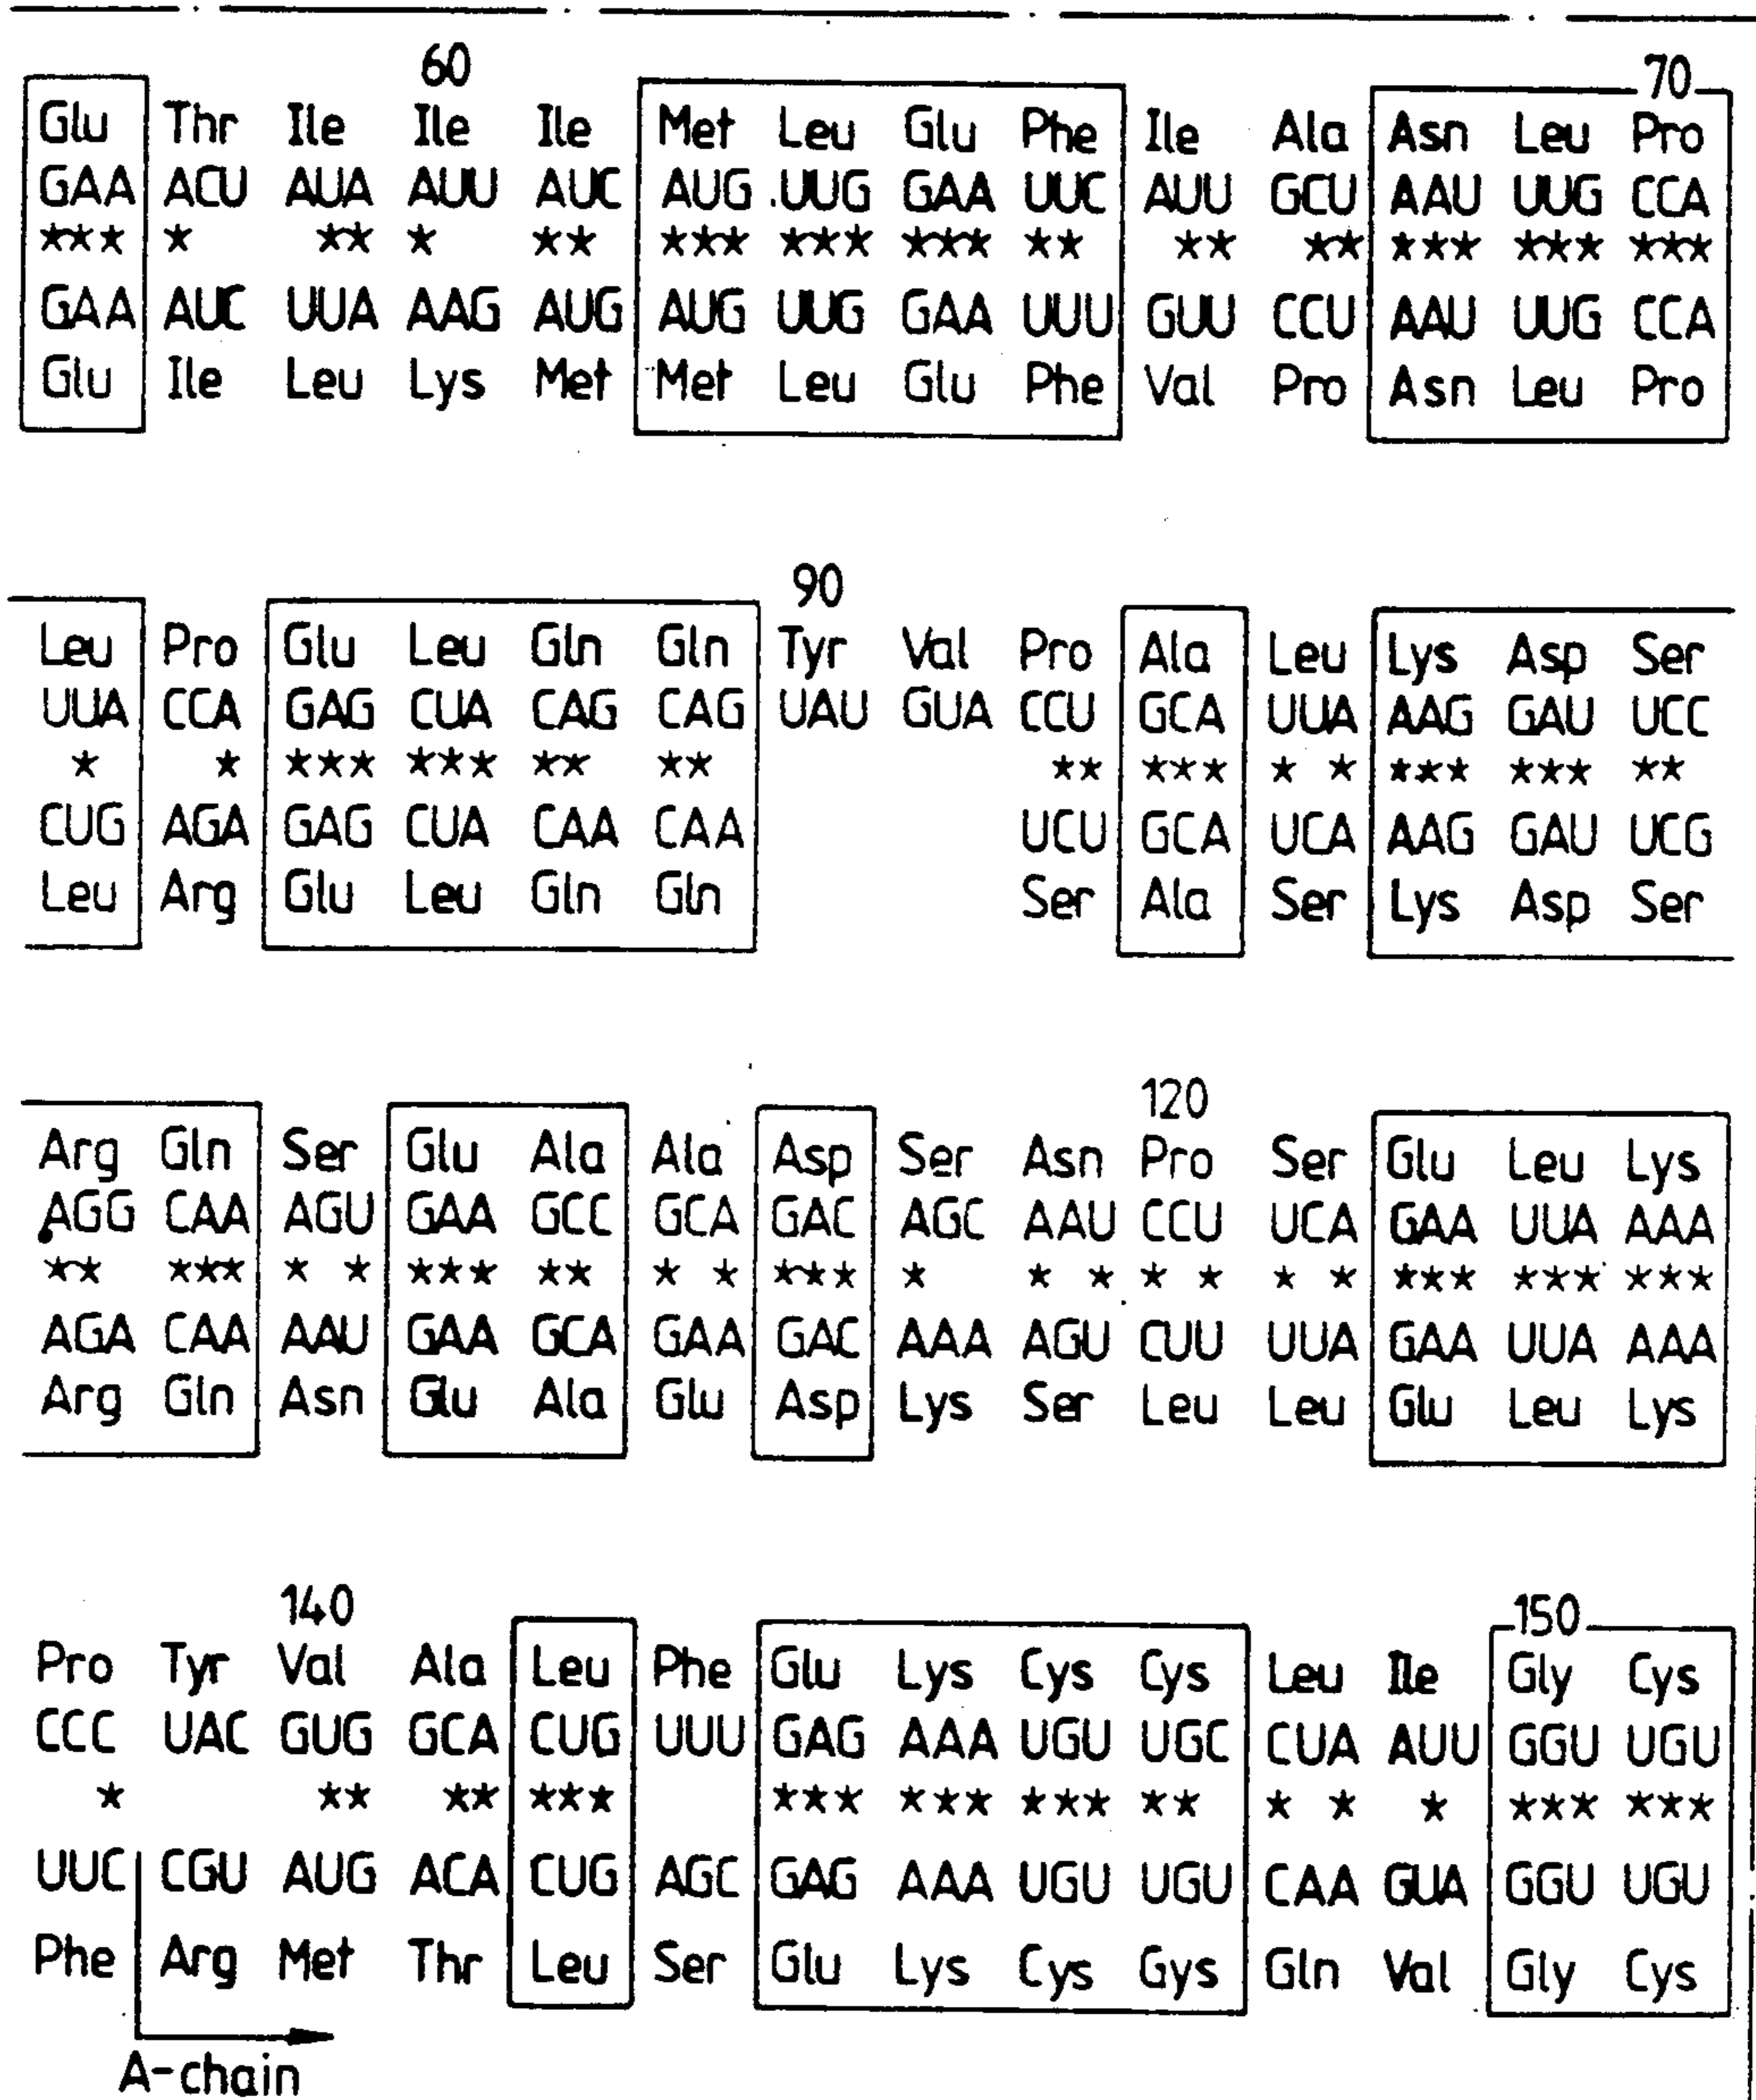 60 70
Glu Thr Ile Ile Ile Met Leu Glu Phe Ile Ala Asn Leu Pro
GAA ACU AUA AUU AUC AUG UUG GAA UUC AUU GCU AAU UUG CCA
*** * ** * ** *** *** *** ** ** ** *** *** ***
GAA AUC UUA AAG AUG AUG UUG GAA UUU GUU CCU AAU UUG CCA
Glu Ile Leu Lys Met Met Leu Glu Phe Val Pro Asn Leu Pro
90
Leu Pro Glu Leu Gln Gln Tyr Val Pro Ala Leu Lys Asp Ser
UUA CCA GAG CUA CAG CAG UAU GUA CCU GCA UUA AAG GAU UCC
* * *** *** ** ** ** *** * * *** *** **
CUG AGA GAG CUA CAA CAA UCU GCA UCA AAG GAU UCG
Leu Arg Glu Leu Gln Gln Ser Ala Ser Lys Asp Ser
120
Arg Gln Ser Glu Ala Ala Asp Ser Asn Pro Ser Glu Leu Lys
AGG CAA AGU GAA GCC GCA GAC AGC AAU CCU UCA GAA UUA AAA
** *** * * *** ** * * *** * * * * * * * *** *** ***
AGA CAA AAU GAA GCA GAA GAC AAA AGU CUU UUA GAA UUA AAA
Arg Gln Asn Glu Ala Glu Asp Lys Ser Leu Leu Glu Leu Lys
140 150
Pro Tyr Val Ala Leu Phe Glu Lys Cys Cys Leu Ile Gly Cys
CCC UAC GUG GCA CUG UUU GAG AAA UGU UGC CUA AUU GGU UGU
* ** ** *** *** *** *** ** * * * *** ***
UUC CGU AUG ACA CUG AGC GAG AAA UGU UGU CAA GUA GGU UGU
Phe Arg Met Thr Leu Ser Glu Lys Cys Gys Gln Val Gly Cys
A-chain